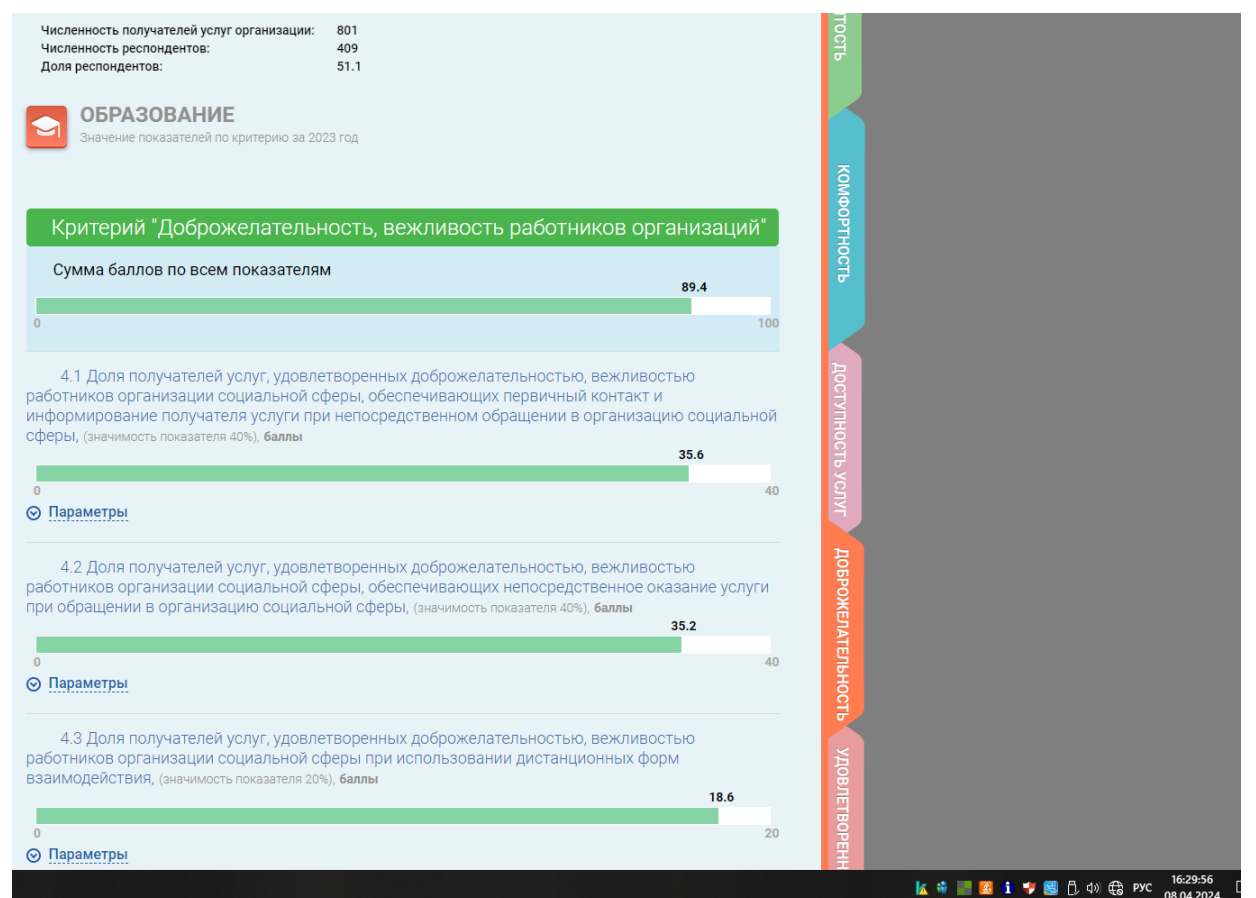 Численность получателей услуг организации: 801
Численность респондентов: 409
Доля респондентов: 51.1
ОБРАЗОВАНИЕ
Значение показателей по критерию за 2023 год
Критерий "Доброжелательность, вежливость работников организаций"
Сумма баллов по всем показателям
89.4
0 100
4.1 Доля получателей услуг, удовлетворенных доброжелательностью, вежливостью
работников организации социальной сферы, обеспечивающих первичный контакт и
информирование получателя услуги при непосредственном обращении в организацию социальной
сферы, (значимость показателя 40%), баллы
35.6
0 40
Параметры
4.2 Доля получателей услуг, удовлетворенных доброжелательностью, вежливостью
работников организации социальной сферы, обеспечивающих непосредственное оказание услуги
при обращении в организацию социальной сферы, (значимость показателя 40%), баллы
35.2
0 40
Параметры
4.3 Доля получателей услуг, удовлетворенных доброжелательностью, вежливостью
работников организации социальной сферы при использовании дистанционных форм
взаимодействия, (значимость показателя 20%), баллы
18.6
0 20
Параметры
КОМФОРТНОСТЬ
ДОСТУПНОСТЬ УСЛУГ
ДОБРОЖЕЛАТЕЛЬНОСТЬ
РУС
16:29:56
08.04.2024